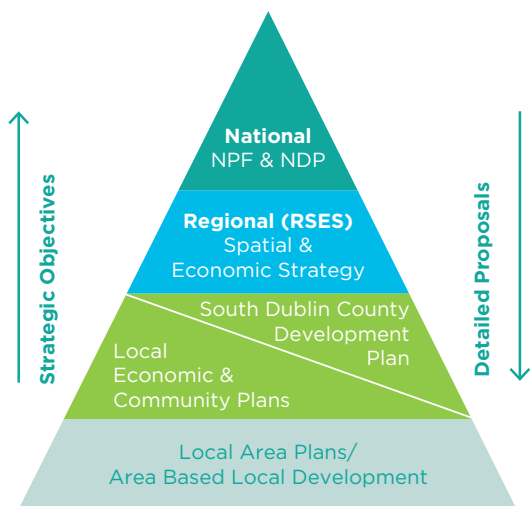 National
NPF & NDP
Regional (RSES)
Spatial &
Economic Strategy
South Dublin County
Development
Plan
Local
Economic &
Community Plans
Local Area Plans/
Area Based Local Development
Strategic Objectives
Detailed Proposals